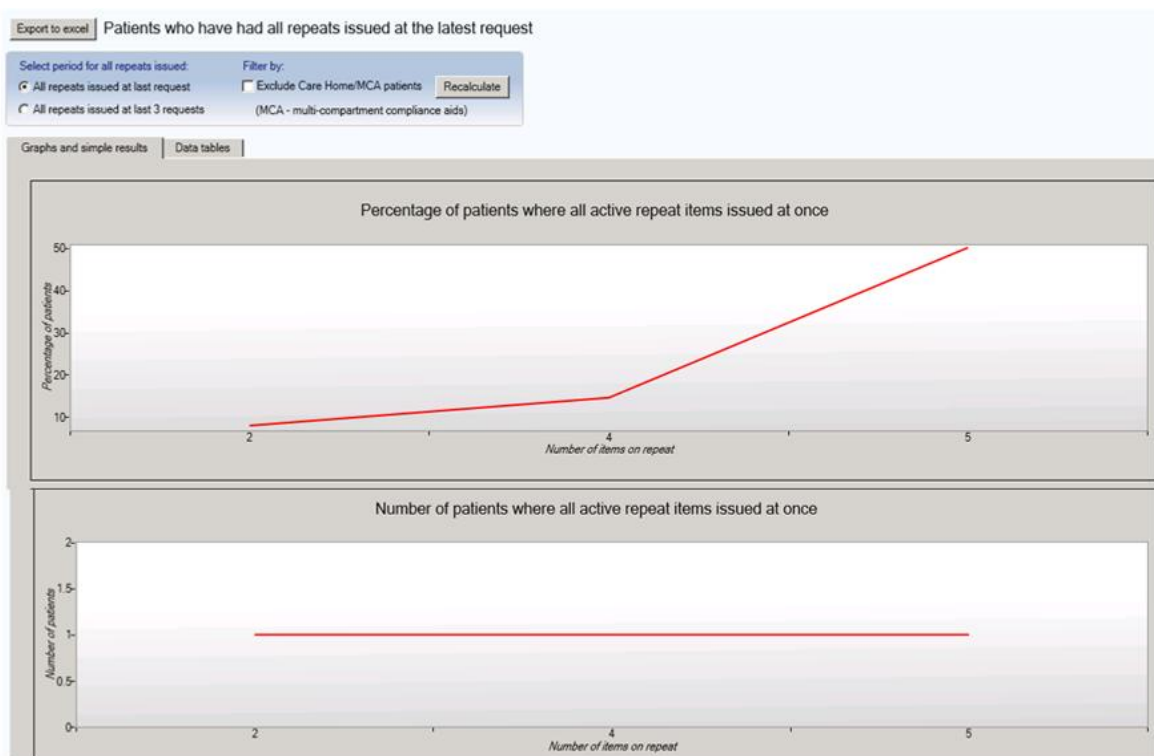 Export to excel Patients who have had all repeats issued at the latest request
Select period for all repeats issued: Filter by:
All repeats issued at last request Exclude Care Home/MCA patients Recalculate
All repeats issued at last 3 requests (MCA - multi-compartment compliance aids)
Graphs and simple results Data tables
Percentage of patients where all active repeat items issued at once
50
40
30
20
10
Percentage of patients
2 4 5
Number of items on repeat
Number of patients where all active repeat items issued at once
2
1.5
1
0.5
0
Number of patients
2 4 5
Number of items on repeat